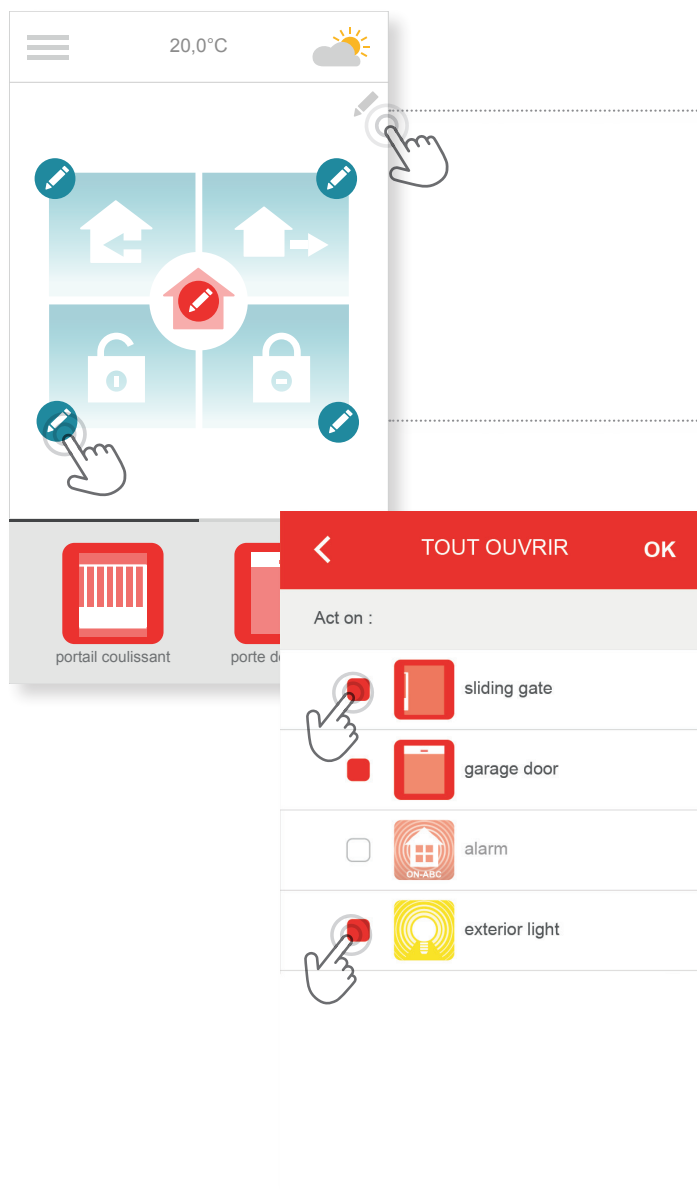 20,0°C
portail coulissant
porte d
TOUT OUVRIR
OK
Act on :
sliding gate
garage door
alarm
ON-ABC
exterior light